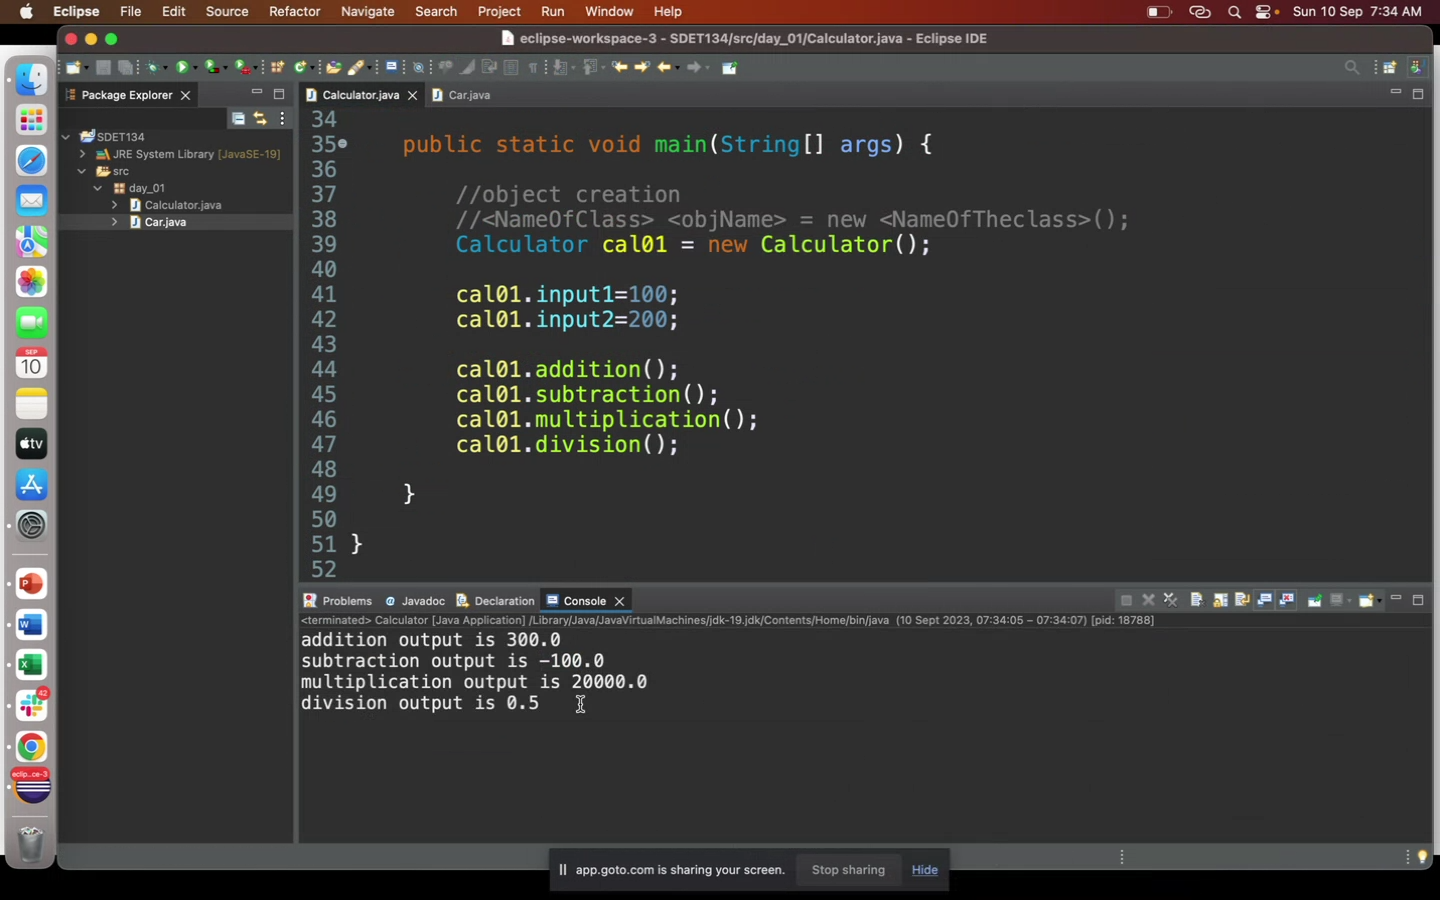 Eclipse File Edit Source Refactor Navigate Search Project Run Window Help Sun 10 Sep 7:34 AM
eclipse-workspace-3 - SDET134/src/day_01/Calculator.java - Eclipse IDE
Package Explorer
Calculator.java Car.java
SDET134
JRE System Library [JavaSE-19]
src
day_01
Calculator.java
Car.java
34
35 public static void main(String[] args) {
36
37 //object creation
38 //<NameOfClass> <objName> = new <NameOfTheclass>();
39 Calculator cal01 = new Calculator();
40
41 cal01.input1=100;
42 cal01.input2=200;
43
44 cal01.addition();
45 cal01.subtraction();
46 cal01.multiplication();
47 cal01.division();
48
49 }
50
51 }
52
Problems Javadoc Declaration Console
<terminated> Calculator [Java Application] /Library/Java/JavaVirtualMachines/jdk-19.jdk/Contents/Home/bin/java (10 Sept 2023, 07:34:05 – 07:34:07) [pid: 18788]
addition output is 300.0
subtraction output is -100.0
multiplication output is 20000.0
division output is 0.5
SEP
10
tv
42
eclip...ce-3
app.goto.com is sharing your screen. Stop sharing Hide